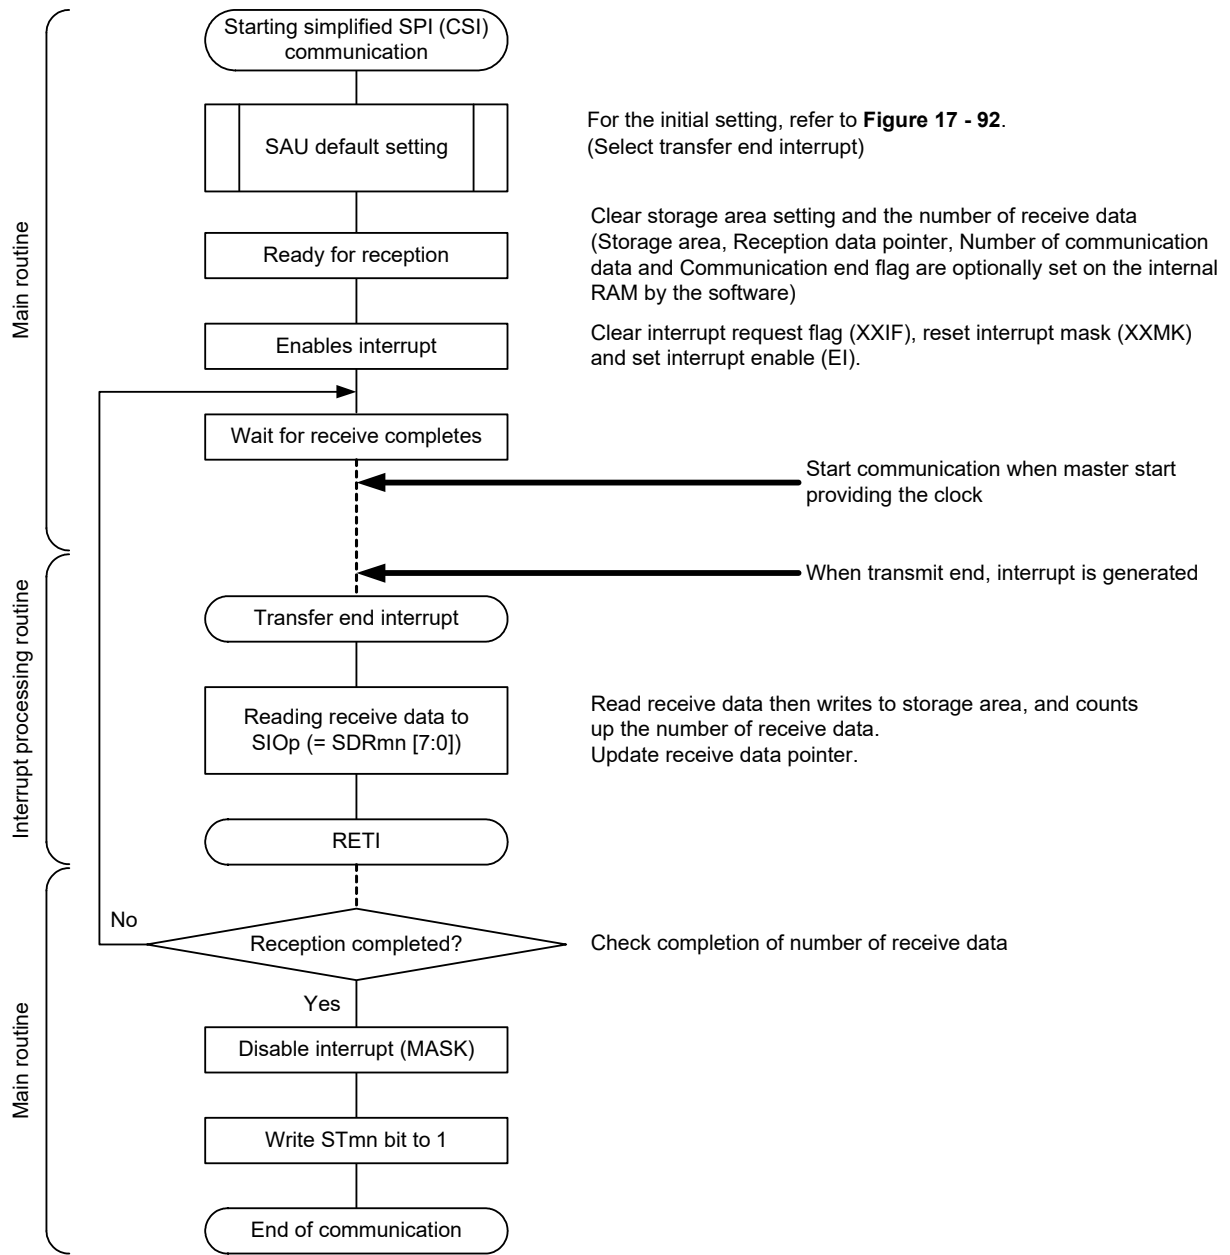 Starting simplified SPI (CSI)
communication
SAU default setting
For the initial setting, refer to Figure 17 - 92.
(Select transfer end interrupt)
Main routine
Ready for reception
Clear storage area setting and the number of receive data
(Storage area, Reception data pointer, Number of communication
data and Communication end flag are optionally set on the internal
RAM by the software)
Enables interrupt
Clear interrupt request flag (XXIF), reset interrupt mask (XXMK)
and set interrupt enable (EI).
Wait for receive completes
Start communication when master start
providing the clock
When transmit end, interrupt is generated
Interrupt processing routine
Transfer end interrupt
Reading receive data to
SIOp (= SDRmn [7:0])
Read receive data then writes to storage area, and counts
up the number of receive data.
Update receive data pointer.
RETI
Main routine
No
Reception completed?
Check completion of number of receive data
Yes
Disable interrupt (MASK)
Write STmn bit to 1
End of communication